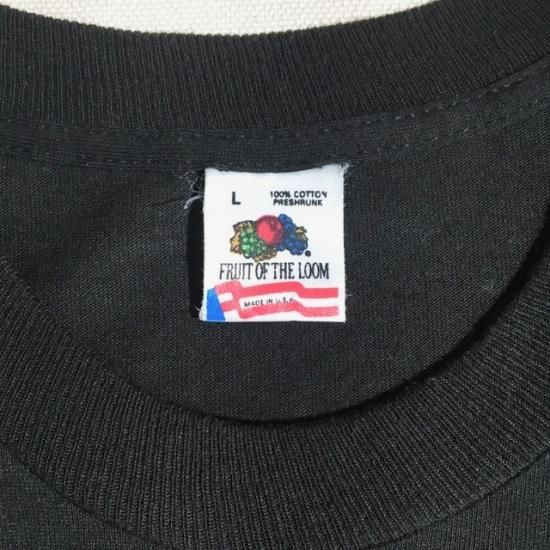 L
100% COTTON
PRESHRUNK
FRUIT OF THE LOOM
MADE IN U.S.A.